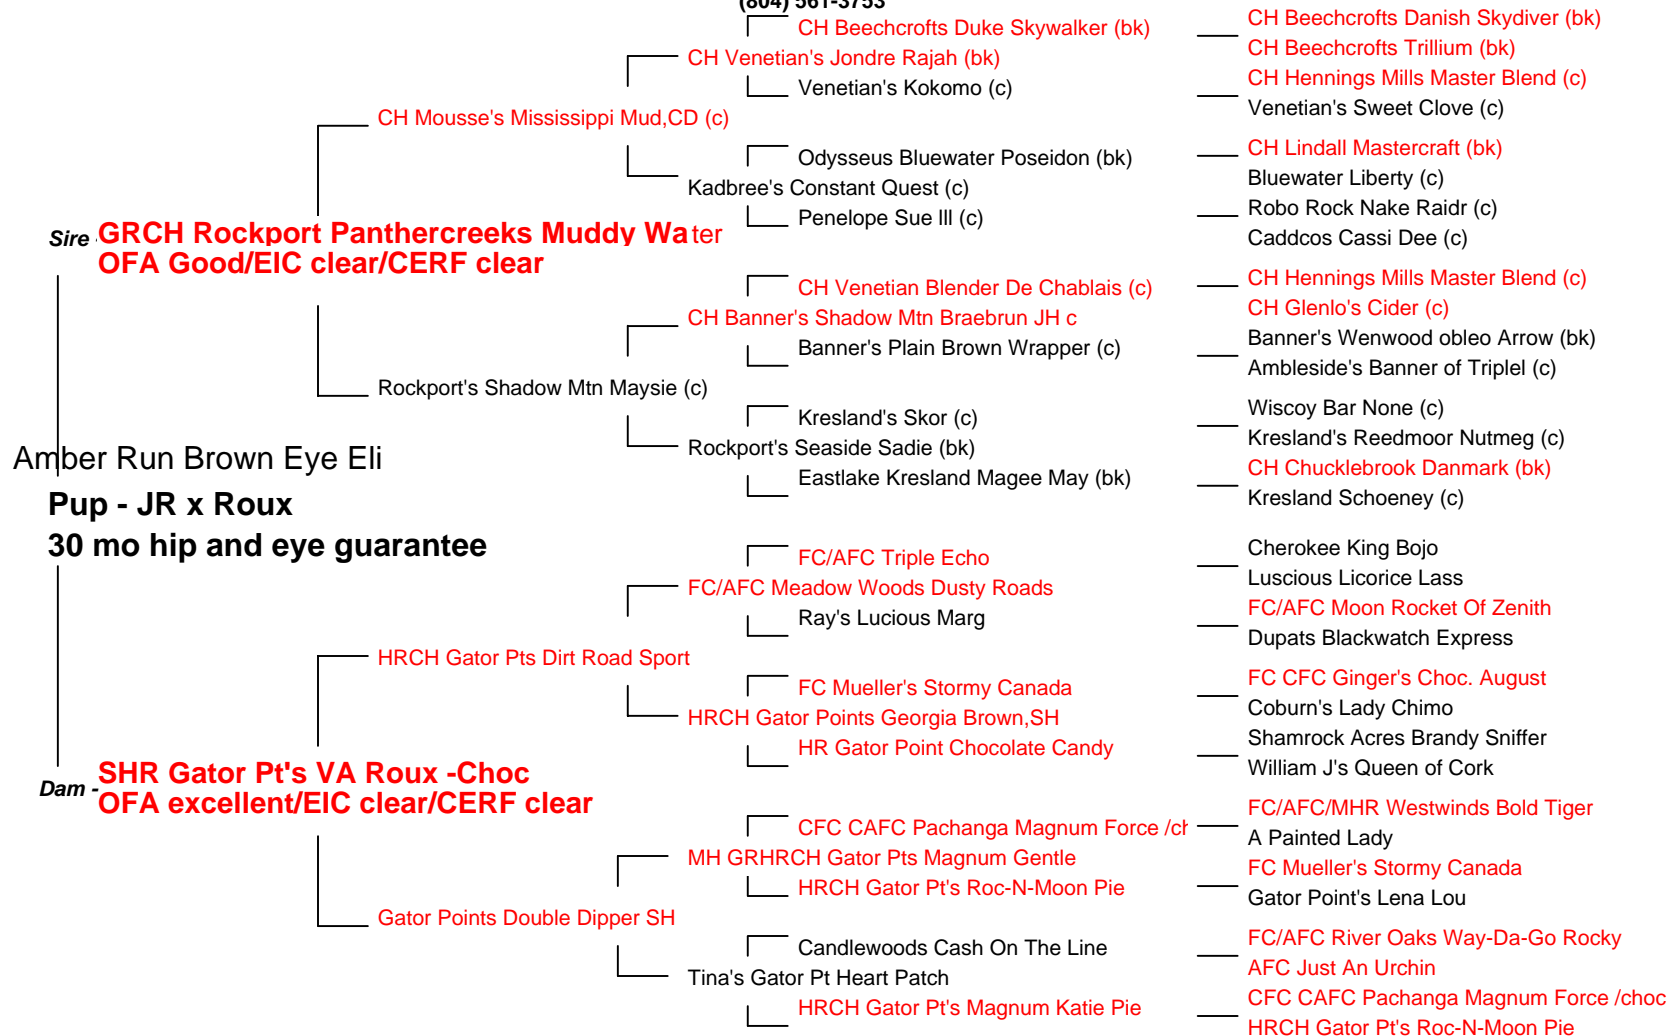 (804) 561-3753
CH Beechcrofts Duke Skywalker (bk)
CH Beechcrofts Danish Skydiver (bk)
CH Venetian's Jondre Rajah (bk)
CH Beechcrofts Trillium (bk)
Venetian's Kokomo (c)
CH Hennings Mills Master Blend (c)
CH Mousse's Mississippi Mud,CD (c)
Venetian's Sweet Clove (c)
Odysseus Bluewater Poseidon (bk)
CH Lindall Mastercraft (bk)
Kadbree's Constant Quest (c)
Bluewater Liberty (c)
Penelope Sue lll (c)
Robo Rock Nake Raidr (c)
Sire - GRCH Rockport Panthercreeks Muddy Water
Caddcos Cassi Dee (c)
OFA Good/EIC clear/CERF clear
CH Venetian Blender De Chablais (c)
CH Hennings Mills Master Blend (c)
CH Banner's Shadow Mtn Braebrun JH c
CH Glenlo's Cider (c)
Banner's Plain Brown Wrapper (c)
Banner's Wenwood obleo Arrow (bk)
Rockport's Shadow Mtn Maysie (c)
Ambleside's Banner of Triplel (c)
Kresland's Skor (c)
Wiscoy Bar None (c)
Rockport's Seaside Sadie (bk)
Kresland's Reedmoor Nutmeg (c)
Amber Run Brown Eye Eli
Eastlake Kresland Magee May (bk)
CH Chucklebrook Danmark (bk)
Pup - JR x Roux
Kresland Schoeney (c)
30 mo hip and eye guarantee
FC/AFC Triple Echo
Cherokee King Bojo
FC/AFC Meadow Woods Dusty Roads
Luscious Licorice Lass
Ray's Lucious Marg
FC/AFC Moon Rocket Of Zenith
HRCH Gator Pts Dirt Road Sport
Dupats Blackwatch Express
FC Mueller's Stormy Canada
FC CFC Ginger's Choc. August
HRCH Gator Points Georgia Brown,SH
Coburn's Lady Chimo
HR Gator Point Chocolate Candy
Shamrock Acres Brandy Sniffer
SHR Gator Pt's VA Roux -Choc
William J's Queen of Cork
Dam - OFA excellent/EIC clear/CERF clear
CFC CAFC Pachanga Magnum Force /ch
FC/AFC/MHR Westwinds Bold Tiger
MH GRHRCH Gator Pts Magnum Gentle
A Painted Lady
HRCH Gator Pt's Roc-N-Moon Pie
FC Mueller's Stormy Canada
Gator Points Double Dipper SH
Gator Point's Lena Lou
Candlewoods Cash On The Line
FC/AFC River Oaks Way-Da-Go Rocky
Tina's Gator Pt Heart Patch
AFC Just An Urchin
HRCH Gator Pt's Magnum Katie Pie
CFC CAFC Pachanga Magnum Force /choc
HRCH Gator Pt's Roc-N-Moon Pie